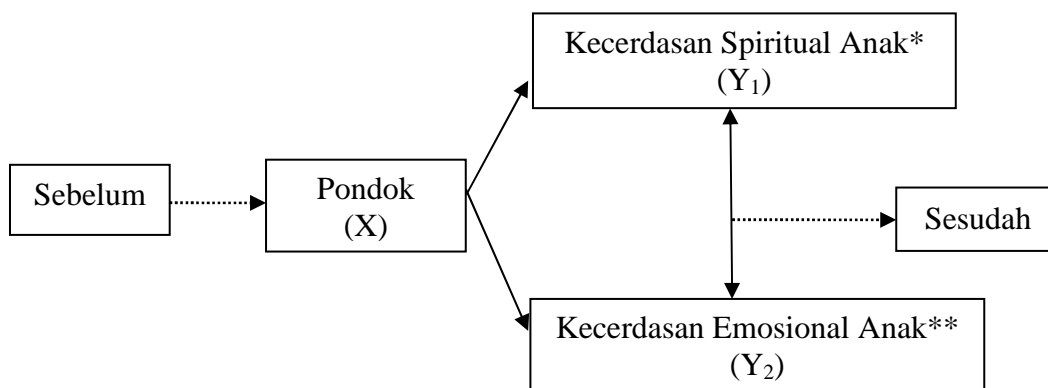 Kecerdasan Spiritual Anak*
(Y₁)
Sebelum
Pondok
(X)
Sesudah
Kecerdasan Emosional Anak**
(Y₂)